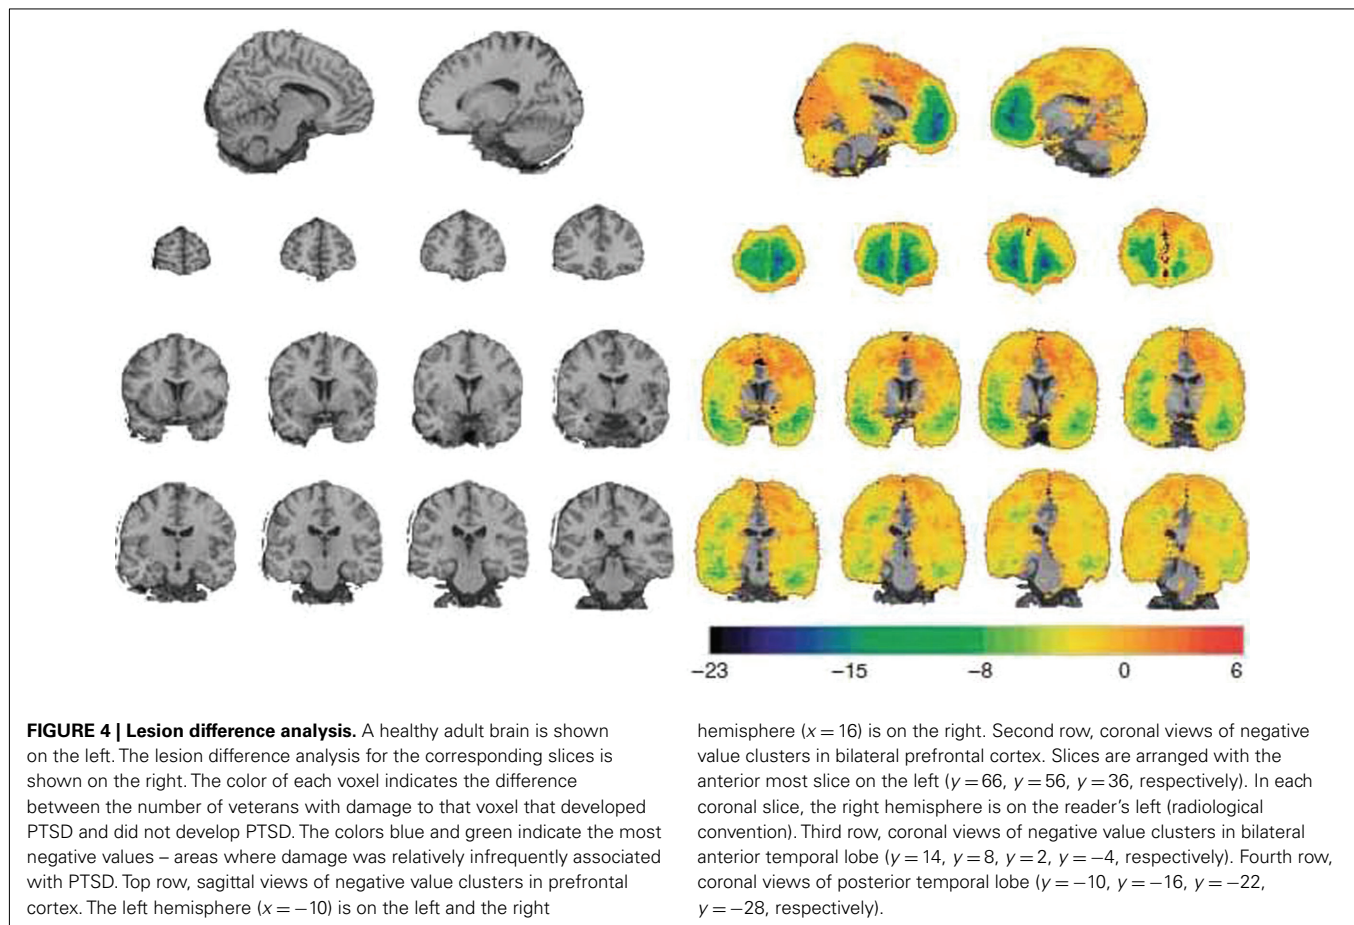 −23 −15 −8 0 6
FIGURE 4 | Lesion difference analysis. A healthy adult brain is shown
on the left. The lesion difference analysis for the corresponding slices is
shown on the right. The color of each voxel indicates the difference
between the number of veterans with damage to that voxel that developed
PTSD and did not develop PTSD. The colors blue and green indicate the most
negative values – areas where damage was relatively infrequently associated
with PTSD. Top row, sagittal views of negative value clusters in prefrontal
cortex. The left hemisphere (x = −10) is on the left and the right
hemisphere (x = 16) is on the right. Second row, coronal views of negative
value clusters in bilateral prefrontal cortex. Slices are arranged with the
anterior most slice on the left (y = 66, y = 56, y = 36, respectively). In each
coronal slice, the right hemisphere is on the reader's left (radiological
convention). Third row, coronal views of negative value clusters in bilateral
anterior temporal lobe (y = 14, y = 8, y = 2, y = −4, respectively). Fourth row,
coronal views of posterior temporal lobe (y = −10, y = −16, y = −22,
y = −28, respectively).